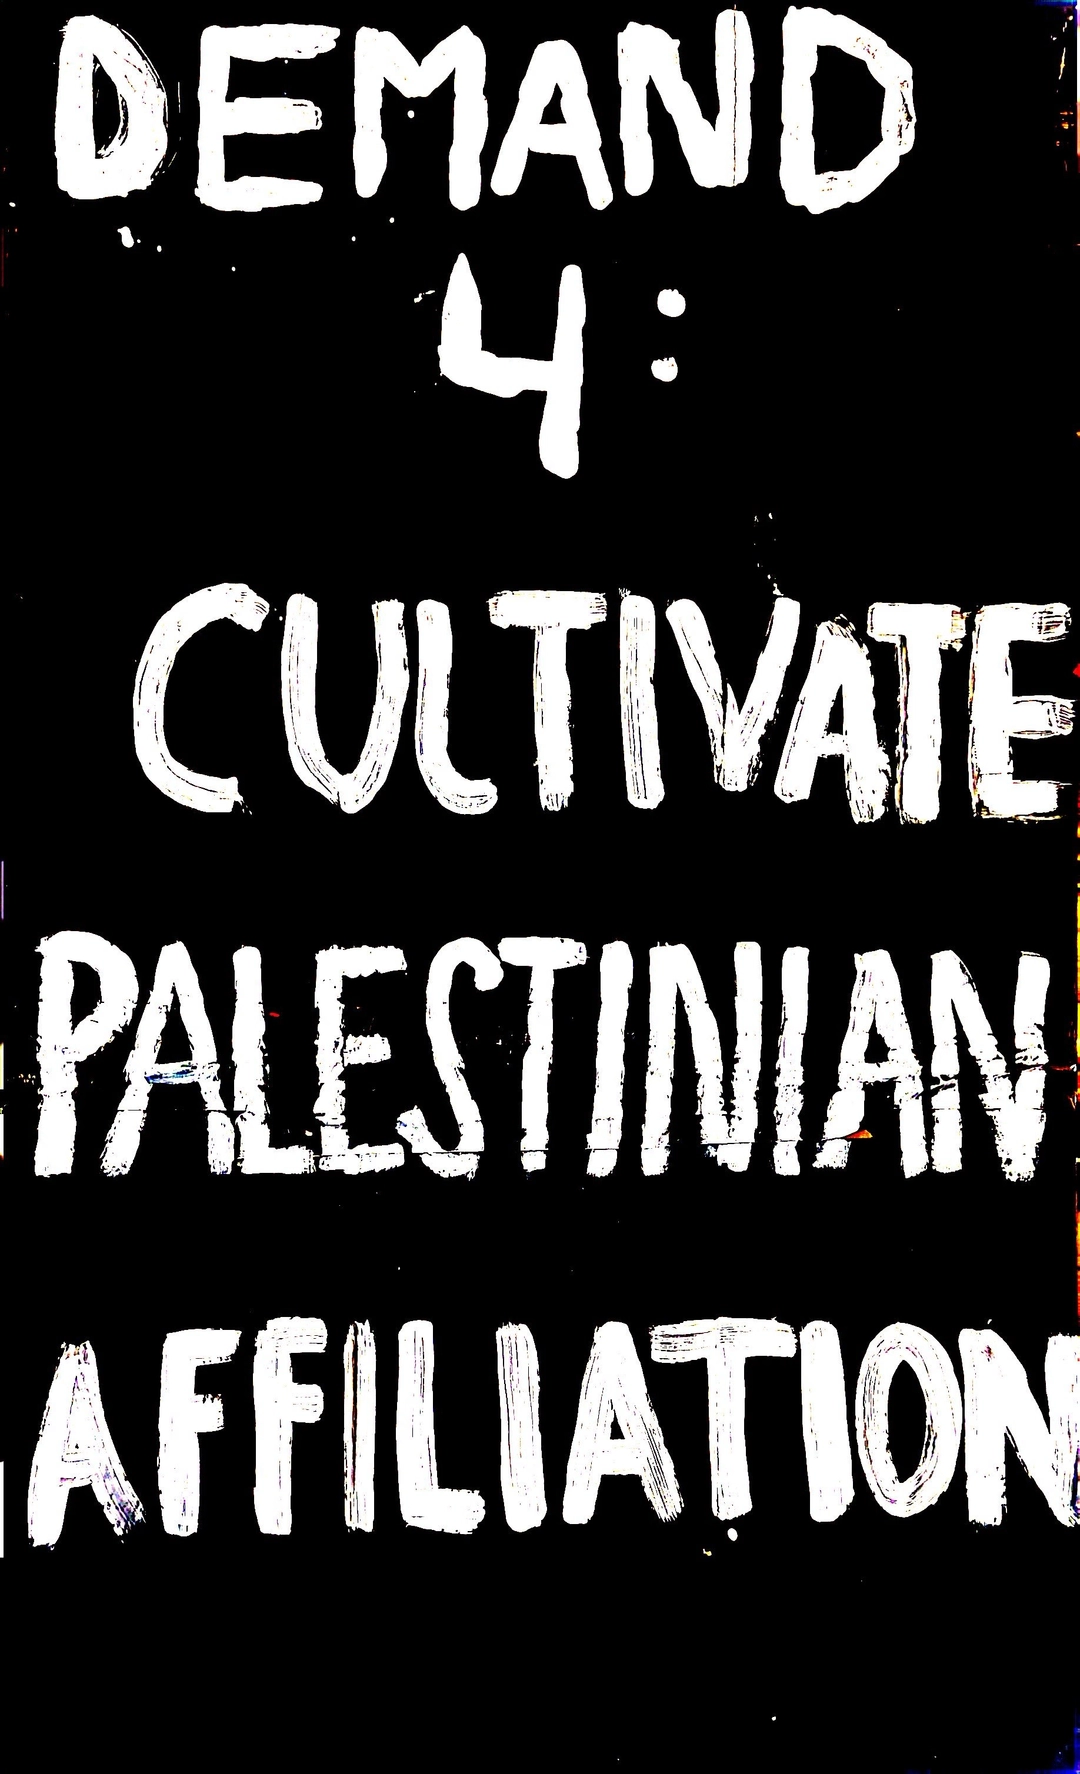 DEMAND
4:
CULTIVATE
PALESTINIAN
AFFILIATION